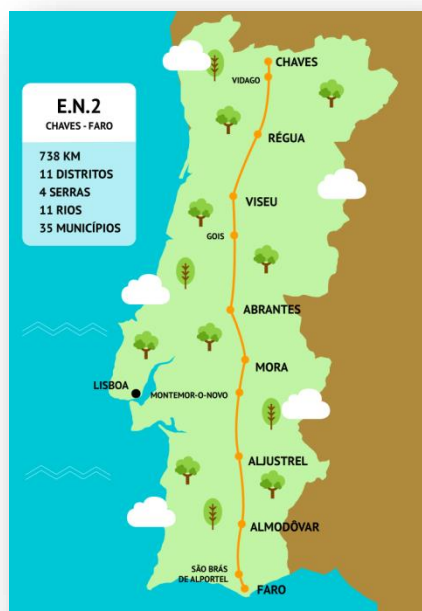 E.N.2
CHAVES - FARO
738 KM
11 DISTRITOS
4 SERRAS
11 RIOS
35 MUNICÍPIOS
CHAVES
VIDAGO
RÉGUA
VISEU
GOIS
ABRANTES
MORA
LISBOA
MONTEMOR-O-NOVO
ALJUSTREL
ALMODÔVAR
SÃO BRÁS
DE ALPORTEL
FARO